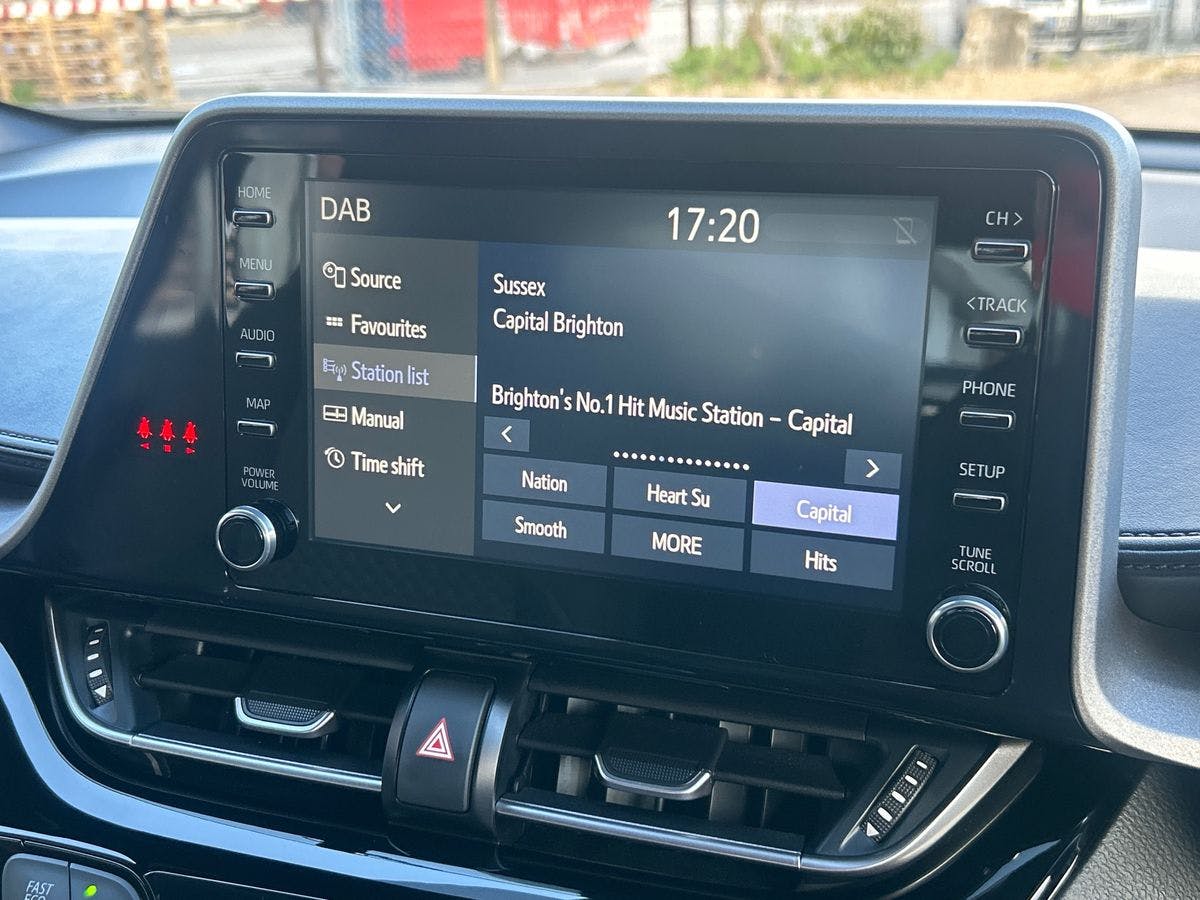 HOME
MENU
AUDIO
MAP
POWER
VOLUME
DAB
17:20
Source
Favourites
Station list
Manual
Time shift
Sussex
Capital Brighton
Brighton's No.1 Hit Music Station – Capital
<
>
Nation
Heart Su
Capital
Smooth
MORE
Hits
CH >
< TRACK
PHONE
SETUP
TUNE
SCROLL
FAST